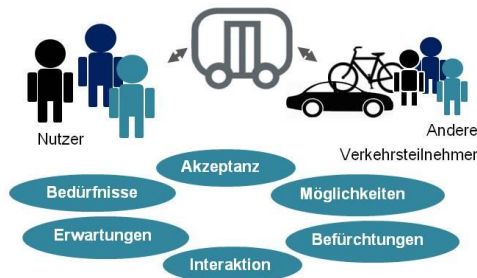 Nutzer
Andere
Verkehrsteilnehmer
Akzeptanz
Bedürfnisse
Möglichkeiten
Erwartungen
Befürchtungen
Interaktion